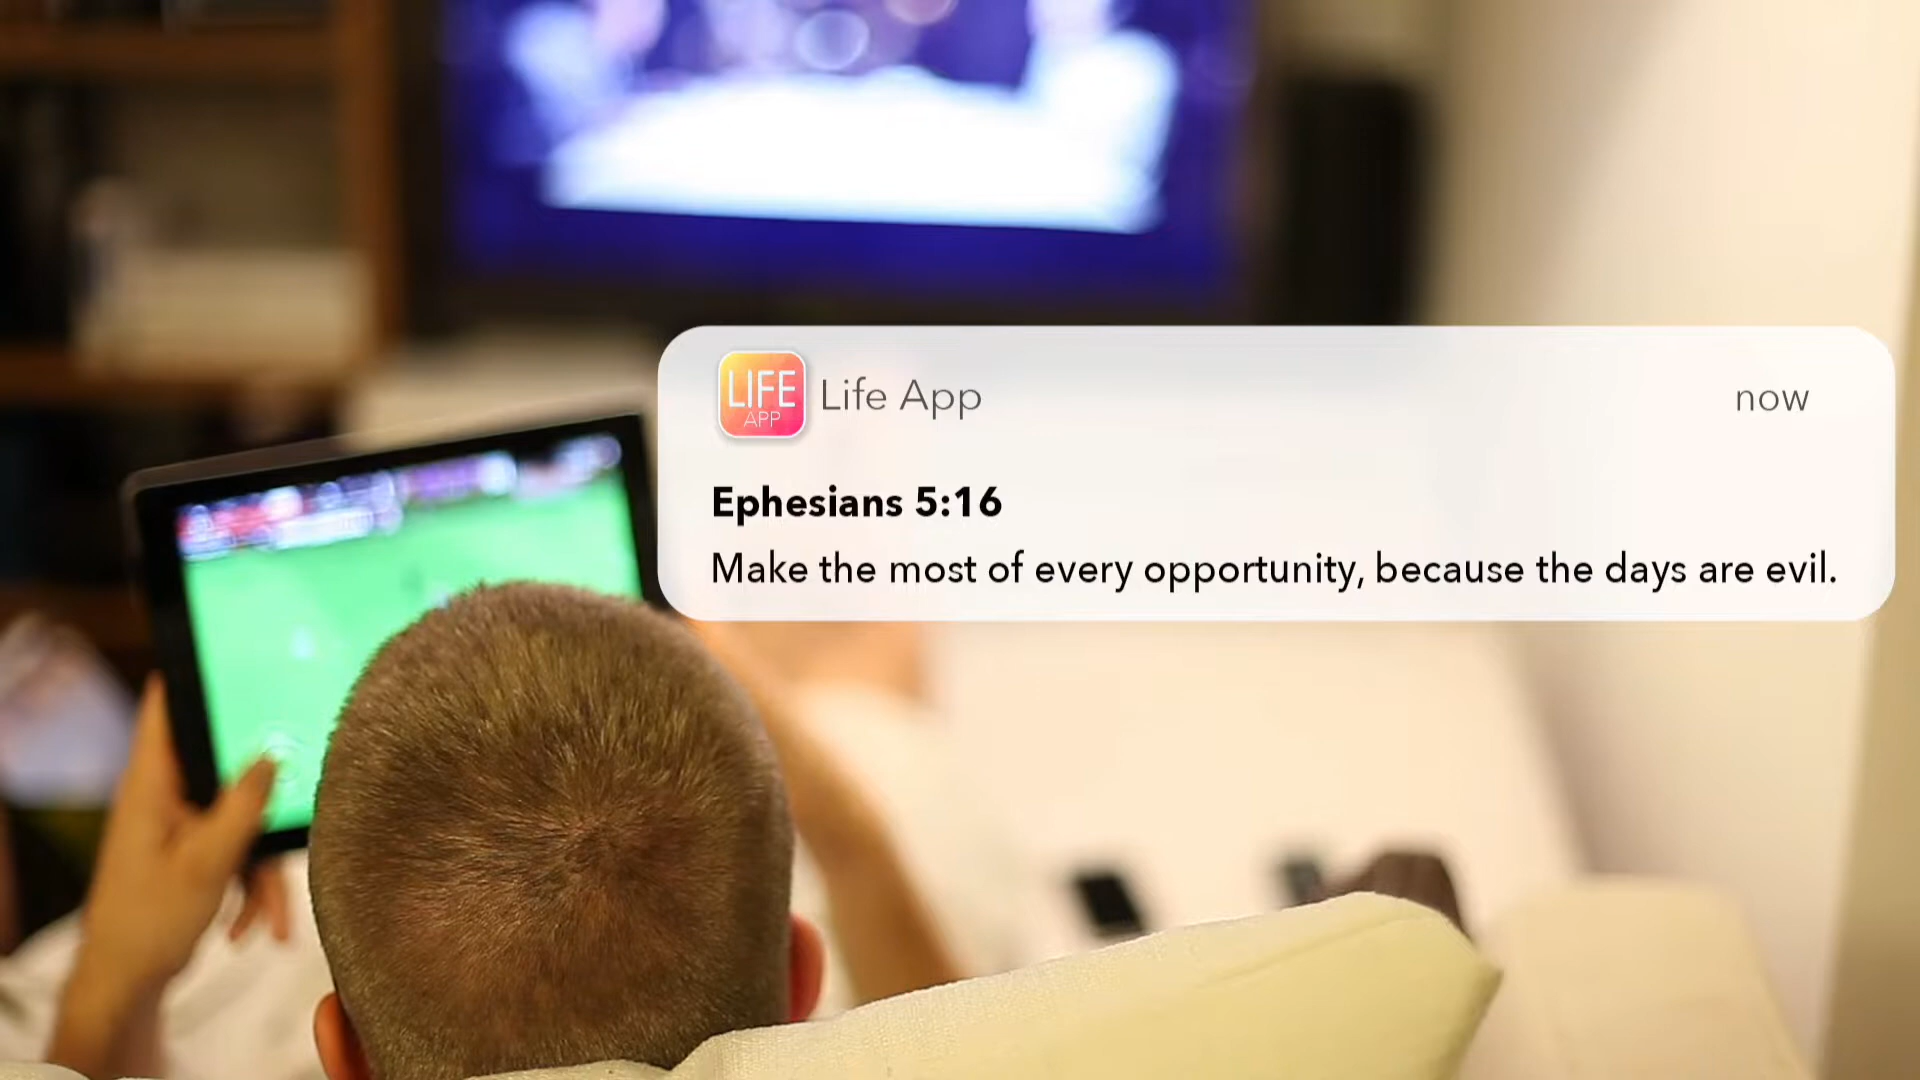 LIFE
APP
Life App
now
Ephesians 5:16
Make the most of every opportunity, because the days are evil.